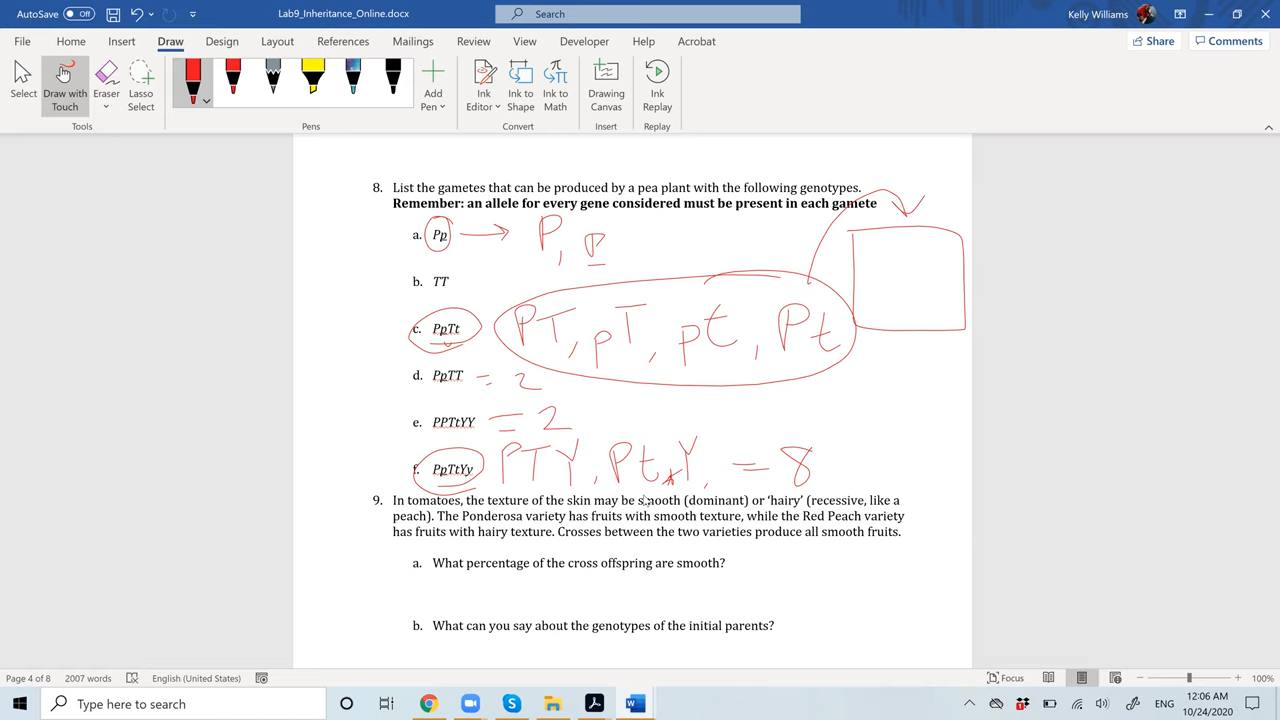 AutoSave Off Lab9_Inheritance_Online.docx Search Kelly Williams
File Home Insert Draw Design Layout References Mailings Review View Developer Help Acrobat Share Comments
Select Draw with Touch Eraser Lasso Select Add Pen Ink Editor Ink to Shape Ink to Math Drawing Canvas Ink Replay
Tools Pens Convert Insert Replay
8. List the gametes that can be produced by a pea plant with the following genotypes.
Remember: an allele for every gene considered must be present in each gamete
a. Pp → P, p
b. TT
c. PpTt PT, pT, pt, Pt
d. PpTT = 2
e. PPTtYY = 2
f. PpTtYy PTY, PtY, = 8
9. In tomatoes, the texture of the skin may be smooth (dominant) or ‘hairy’ (recessive, like a
peach). The Ponderosa variety has fruits with smooth texture, while the Red Peach variety
has fruits with hairy texture. Crosses between the two varieties produce all smooth fruits.
a. What percentage of the cross offspring are smooth?
b. What can you say about the genotypes of the initial parents?
Page 4 of 8 2007 words English (United States) Focus 100%
Type here to search ENG 12:06 AM
10/24/2020